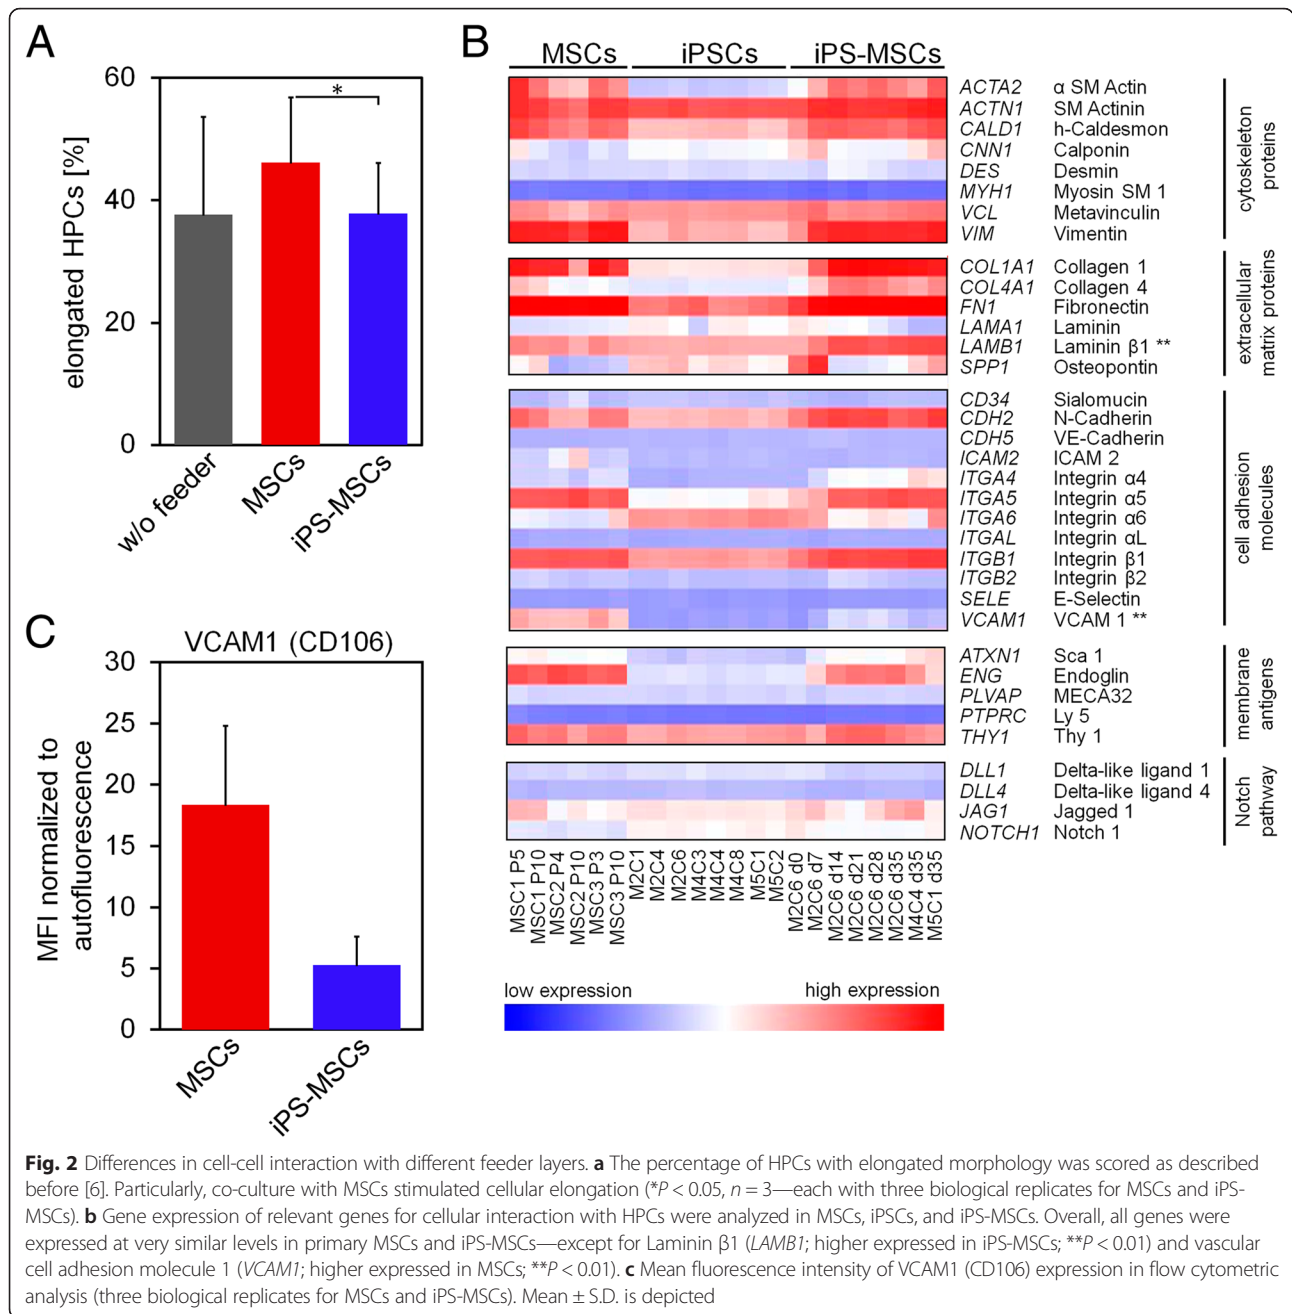 A
60
40
20
0
elongated HPCs [%]
*
w/o feeder
MSCs
iPS-MSCs
B
MSCs
iPSCs
iPS-MSCs
ACTA2 α SM Actin
ACTN1 SM Actinin
CALD1 h-Caldesmon
CNN1 Calponin
DES Desmin
MYH1 Myosin SM 1
VCL Metavinculin
VIM Vimentin
cytoskeleton
proteins
COL1A1 Collagen 1
COL4A1 Collagen 4
FN1 Fibronectin
LAMA1 Laminin
LAMB1 Laminin β1 **
SPP1 Osteopontin
extracellular
matrix proteins
CD34 Sialomucin
CDH2 N-Cadherin
CDH5 VE-Cadherin
ICAM2 ICAM 2
ITGA4 Integrin α4
ITGA5 Integrin α5
ITGA6 Integrin α6
ITGAL Integrin αL
ITGB1 Integrin β1
ITGB2 Integrin β2
SELE E-Selectin
VCAM1 VCAM 1 **
cell adhesion
molecules
ATXN1 Sca 1
ENG Endoglin
PLVAP MECA32
PTPRC Ly 5
THY1 Thy 1
membrane
antigens
DLL1 Delta-like ligand 1
DLL4 Delta-like ligand 4
JAG1 Jagged 1
NOTCH1 Notch 1
Notch
pathway
MSC1 P5
MSC1 P10
MSC2 P4
MSC2 P10
MSC3 P3
MSC3 P10
M2C1
M2C4
M2C6
M4C3
M4C4
M4C8
M5C1
M5C2
M2C6 d0
M2C6 d7
M2C6 d14
M2C6 d21
M2C6 d28
M2C6 d35
M4C4 d35
M5C1 d35
low expression
high expression
C
VCAM1 (CD106)
30
25
20
15
10
5
0
MFI normalized to
autofluorescence
MSCs
iPS-MSCs
Fig. 2 Differences in cell-cell interaction with different feeder layers. a The percentage of HPCs with elongated morphology was scored as described
before [6]. Particularly, co-culture with MSCs stimulated cellular elongation (*P < 0.05, n = 3—each with three biological replicates for MSCs and iPS-
MSCs). b Gene expression of relevant genes for cellular interaction with HPCs were analyzed in MSCs, iPSCs, and iPS-MSCs. Overall, all genes were
expressed at very similar levels in primary MSCs and iPS-MSCs—except for Laminin β1 (LAMB1; higher expressed in iPS-MSCs; **P < 0.01) and vascular
cell adhesion molecule 1 (VCAM1; higher expressed in MSCs; **P < 0.01). c Mean fluorescence intensity of VCAM1 (CD106) expression in flow cytometric
analysis (three biological replicates for MSCs and iPS-MSCs). Mean ± S.D. is depicted